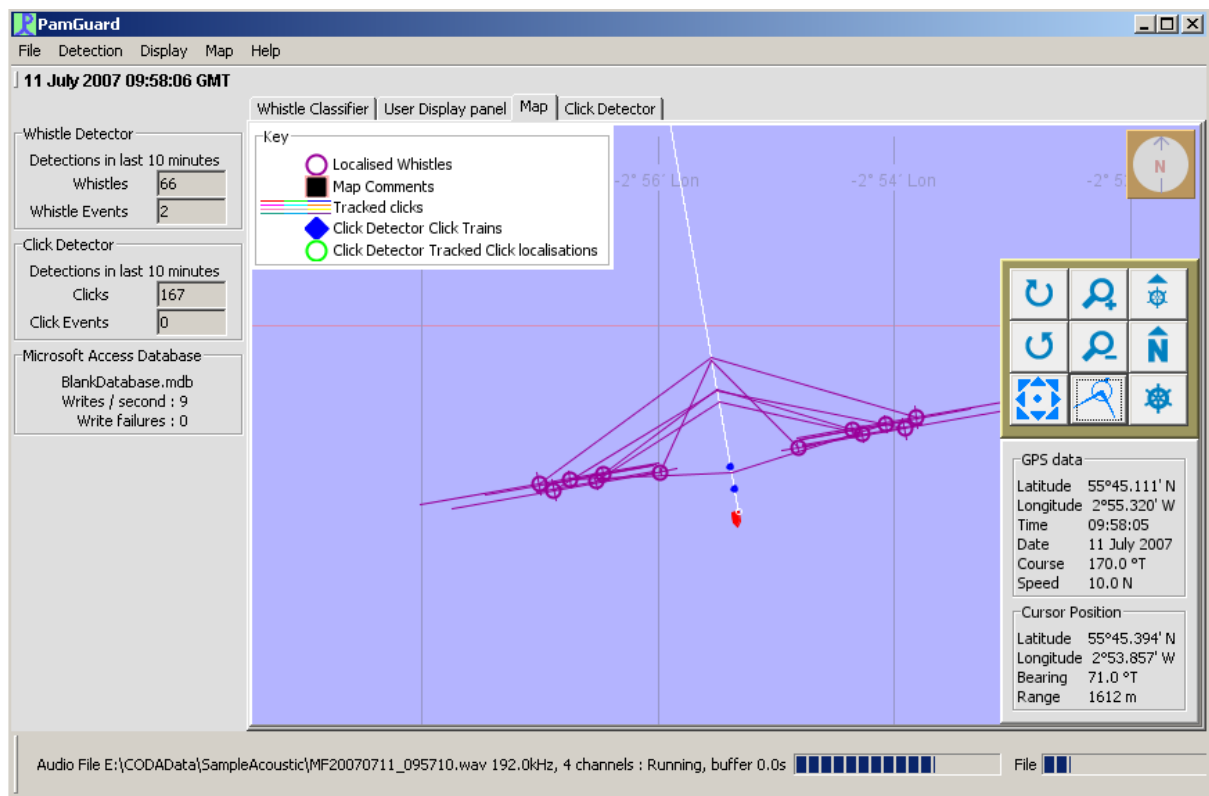 PamGuard
File Detection Display Map Help
11 July 2007 09:58:06 GMT
Whistle Classifier User Display panel Map Click Detector
Whistle Detector
Detections in last 10 minutes
Whistles 66
Whistle Events 2
Click Detector
Detections in last 10 minutes
Clicks 167
Click Events 0
Microsoft Access Database
BlankDatabase.mdb
Writes / second : 9
Write failures : 0
Key
Localised Whistles
Map Comments
Tracked clicks
Click Detector Click Trains
Click Detector Tracked Click localisations
-2° 56' Lon
-2° 54' Lon
-2° 5
N
N
GPS data
Latitude 55°45.111' N
Longitude 2°55.320' W
Time 09:58:05
Date 11 July 2007
Course 170.0 °T
Speed 10.0 N
Cursor Position
Latitude 55°45.394' N
Longitude 2°53.857' W
Bearing 71.0 °T
Range 1612 m
Audio File E:\CODAData\SampleAcoustic\MF20070711_095710.wav 192.0kHz, 4 channels : Running, buffer 0.0s
File